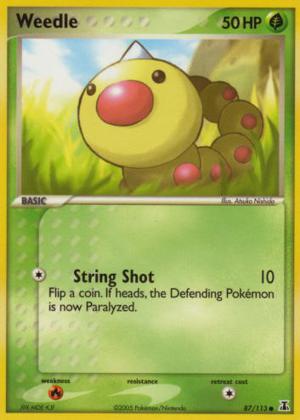 Weedle 50 HP
BASIC Illus. Atsuko Nishida
String Shot 10
Flip a coin. If heads, the Defending Pokémon
is now Paralyzed.
weakness resistance retreat cost
©2005 Pokémon/Nintendo 87/113